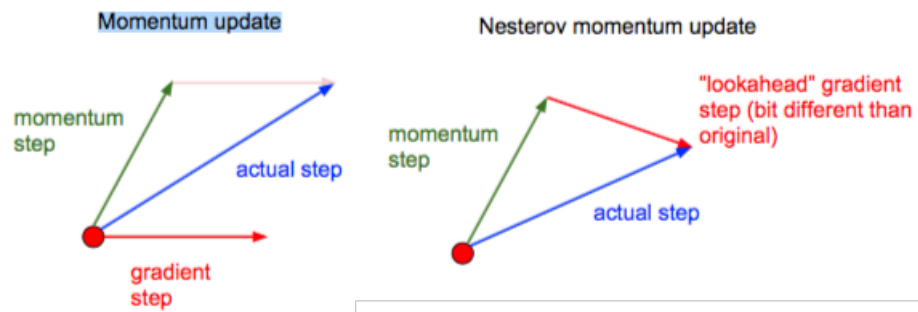 Momentum update
momentum
step
actual step
gradient
step
Nesterov momentum update
"lookahead" gradient
step (bit different than
original)
momentum
step
actual step